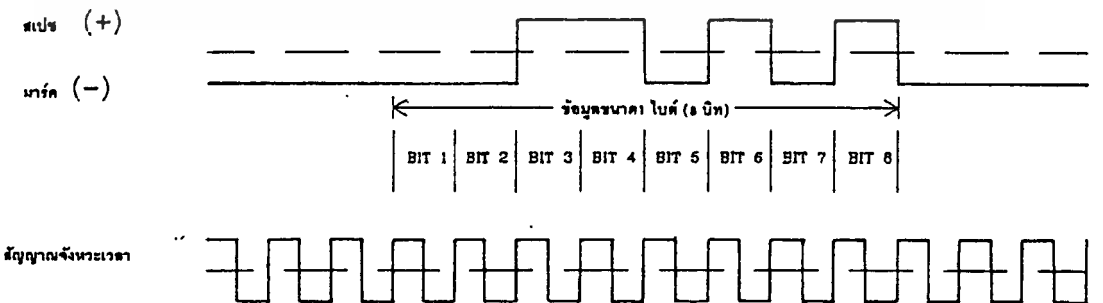 สเปซ (+)
มาร์ค (-)
ข้อมูลขนาด1 ไบต์ (8 บิท)
BIT 1 BIT 2 BIT 3 BIT 4 BIT 5 BIT 6 BIT 7 BIT 8
สัญญาณจังหวะเวลา